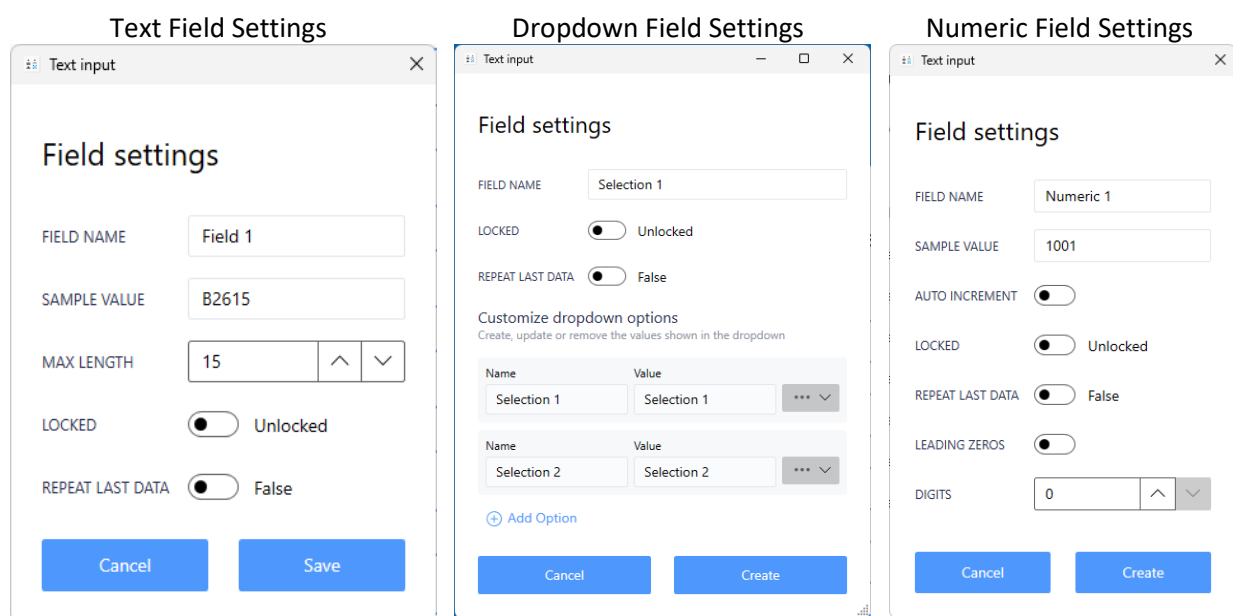 Text Field Settings
Text input
Field settings
FIELD NAME Field 1
SAMPLE VALUE B2615
MAX LENGTH 15
LOCKED Unlocked
REPEAT LAST DATA False
Cancel Save
Dropdown Field Settings
Text input
Field settings
FIELD NAME Selection 1
LOCKED Unlocked
REPEAT LAST DATA False
Customize dropdown options
Create, update or remove the values shown in the dropdown
Name Value
Selection 1 Selection 1
Name Value
Selection 2 Selection 2
Add Option
Cancel Create
Numeric Field Settings
Text input
Field settings
FIELD NAME Numeric 1
SAMPLE VALUE 1001
AUTO INCREMENT
LOCKED Unlocked
REPEAT LAST DATA False
LEADING ZEROS
DIGITS 0
Cancel Create